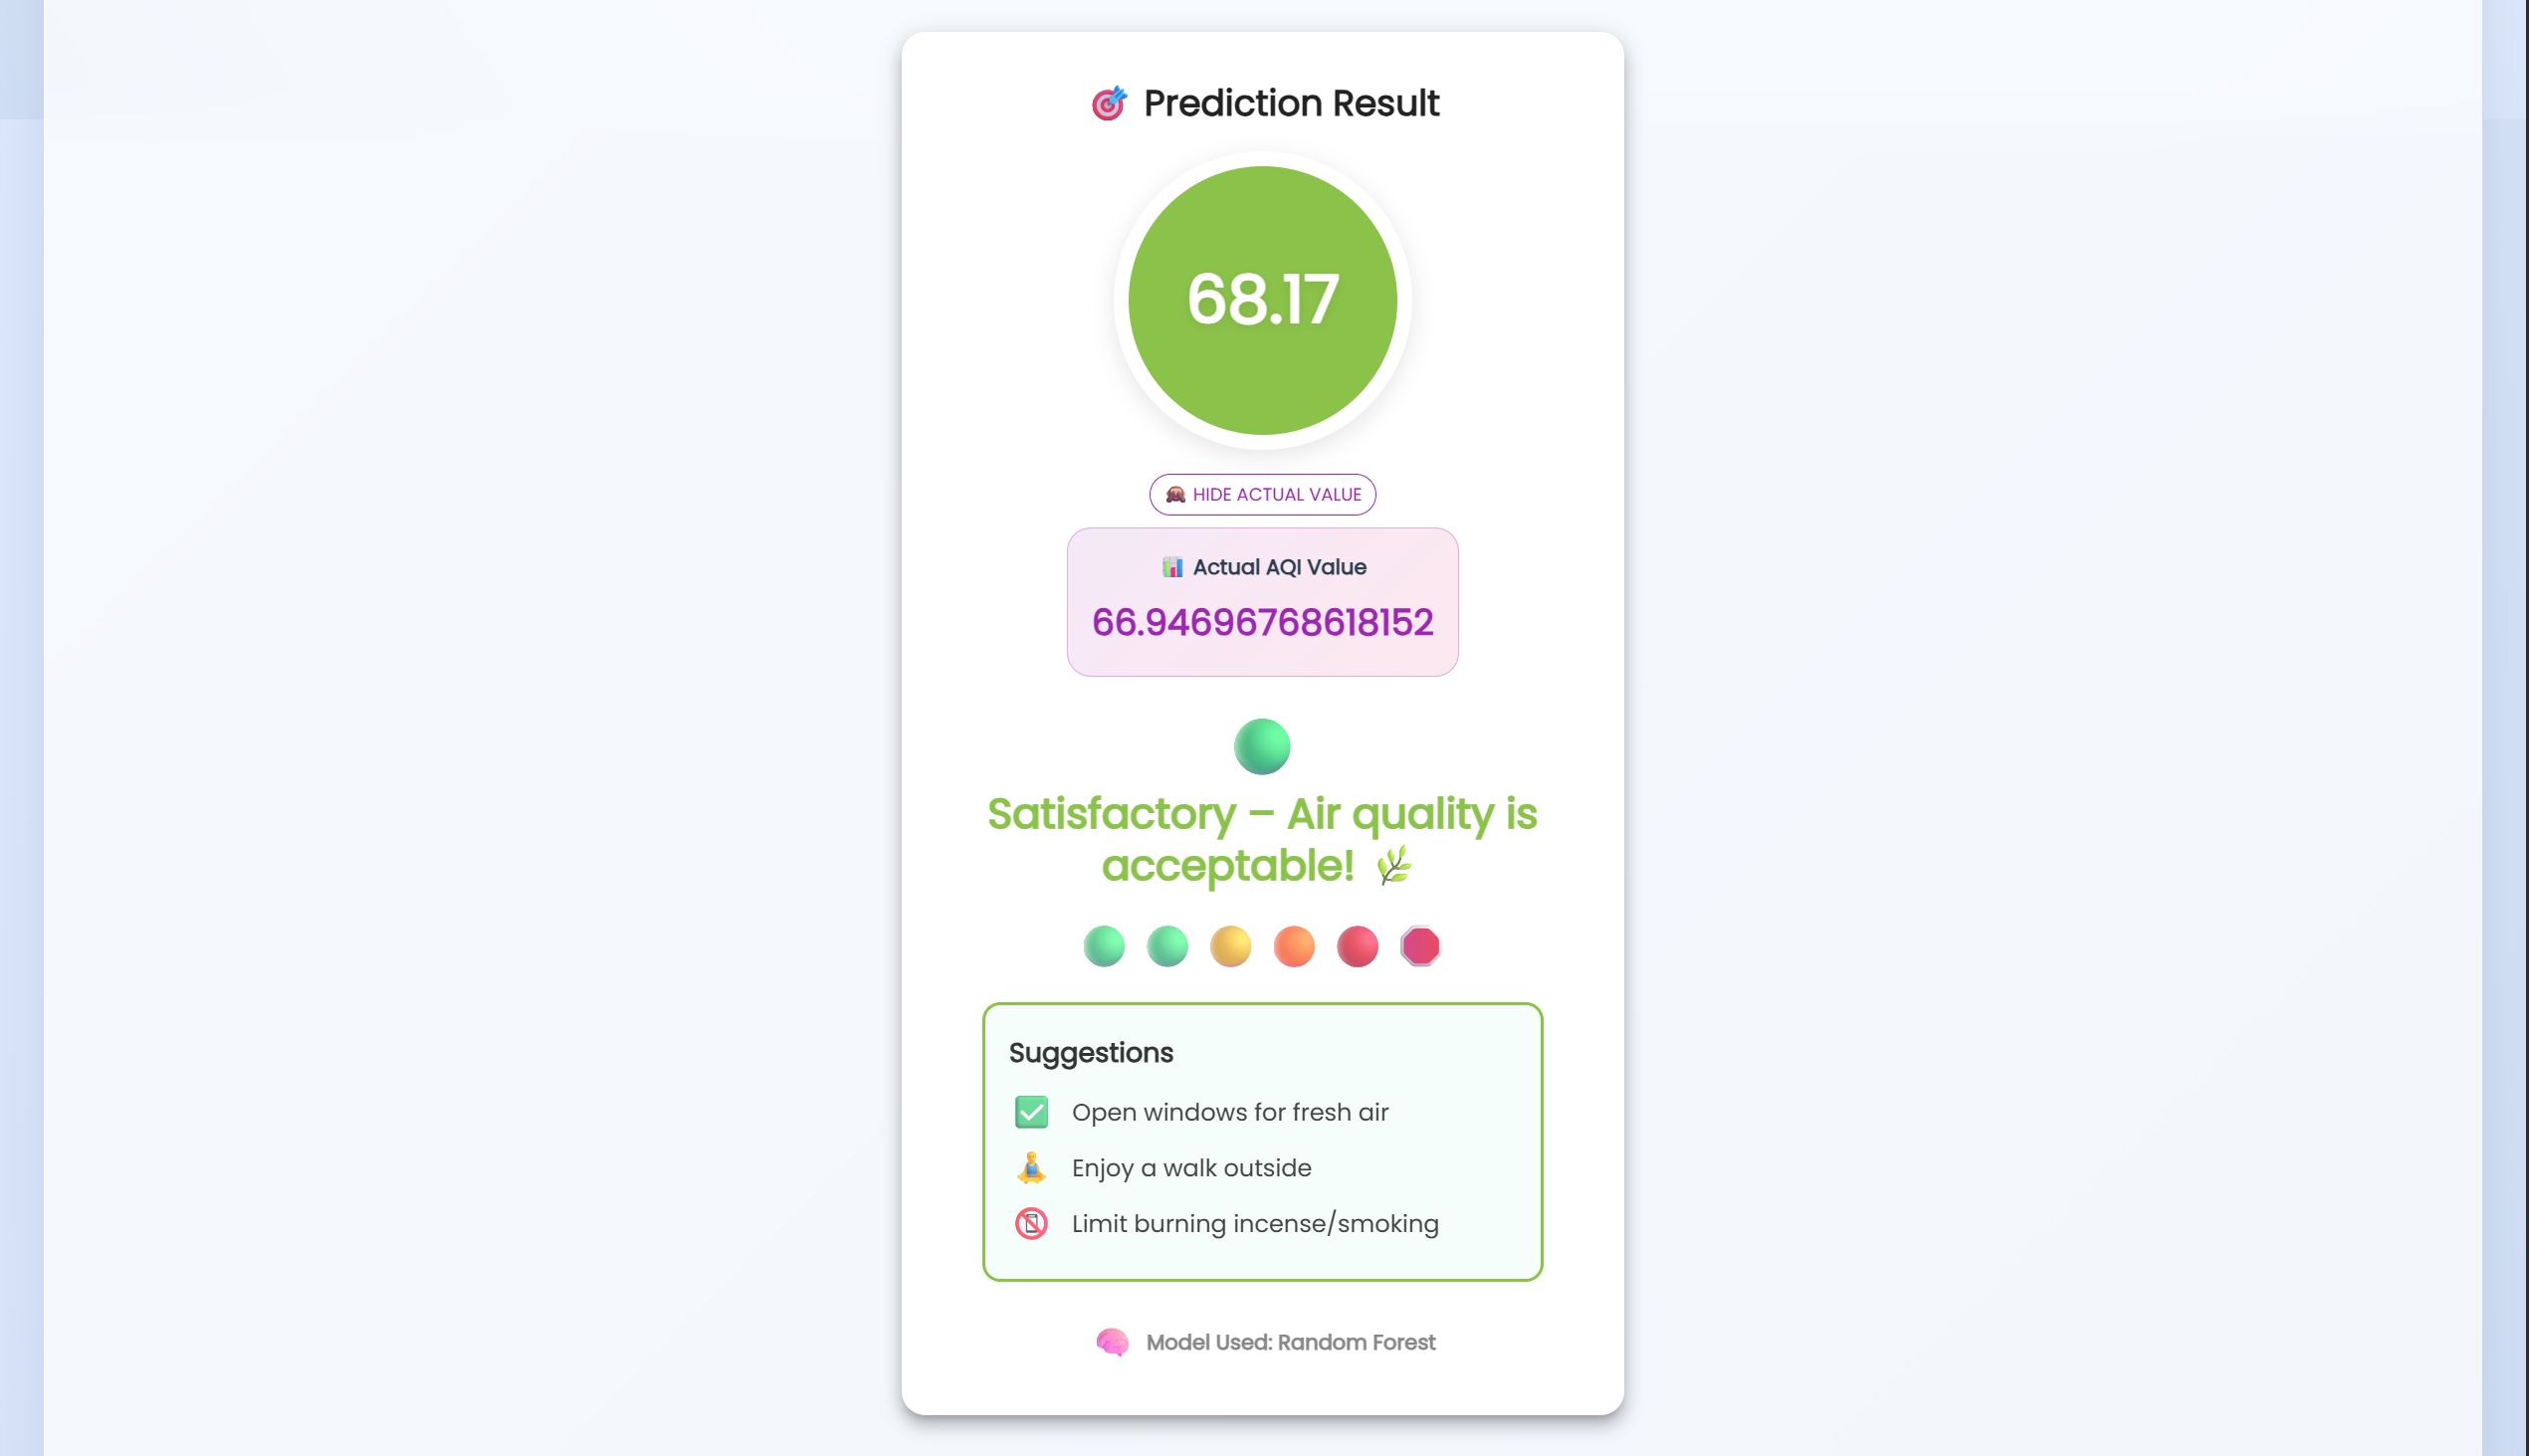 Prediction Result
68.17
HIDE ACTUAL VALUE
Actual AQI Value
66.94696768618152
Satisfactory – Air quality is
acceptable!
Suggestions
Open windows for fresh air
Enjoy a walk outside
Limit burning incense/smoking
Model Used: Random Forest